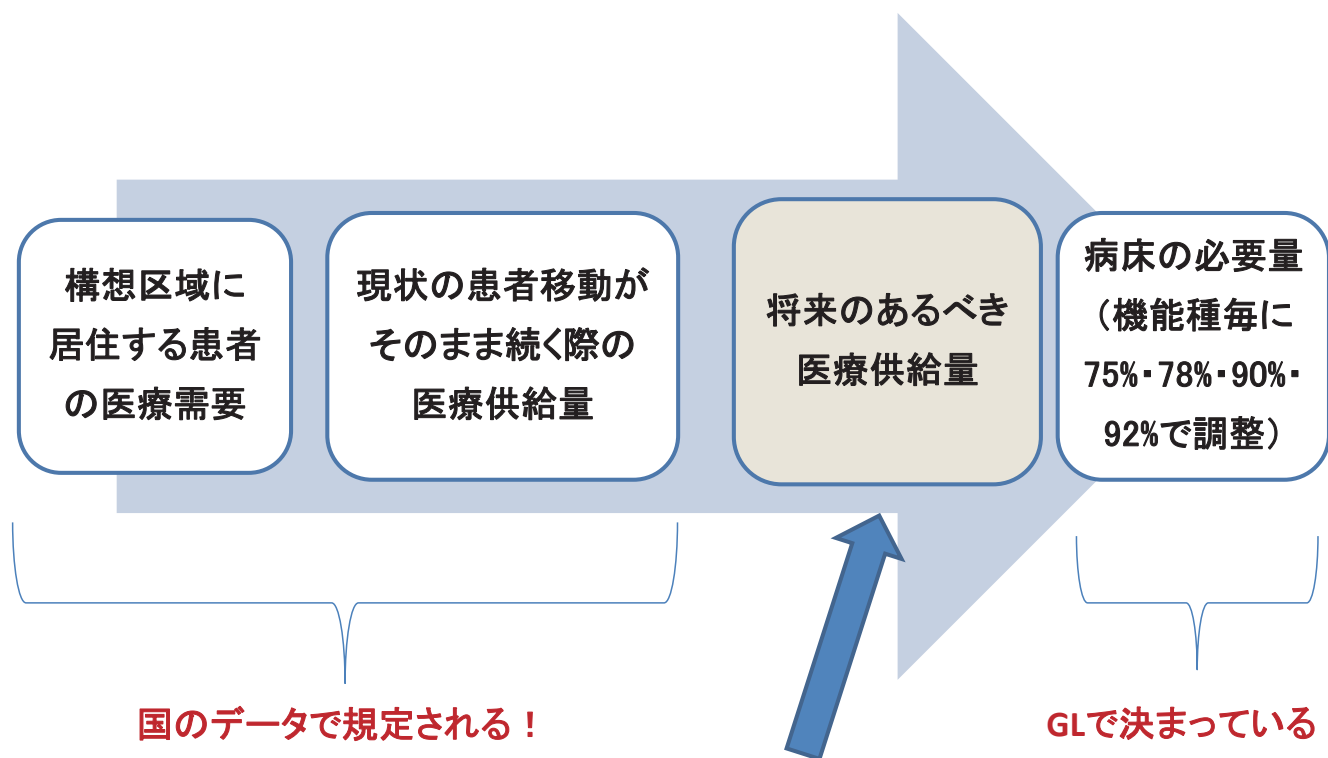 構想区域に
居住する患者
の医療需要
現状の患者移動が
そのまま続く際の
医療供給量
将来のあるべき
医療供給量
病床の必要量
（機能種毎に
75%・78%・90%・
92%で調整）
国のデータで規定される！
GLで決まっている